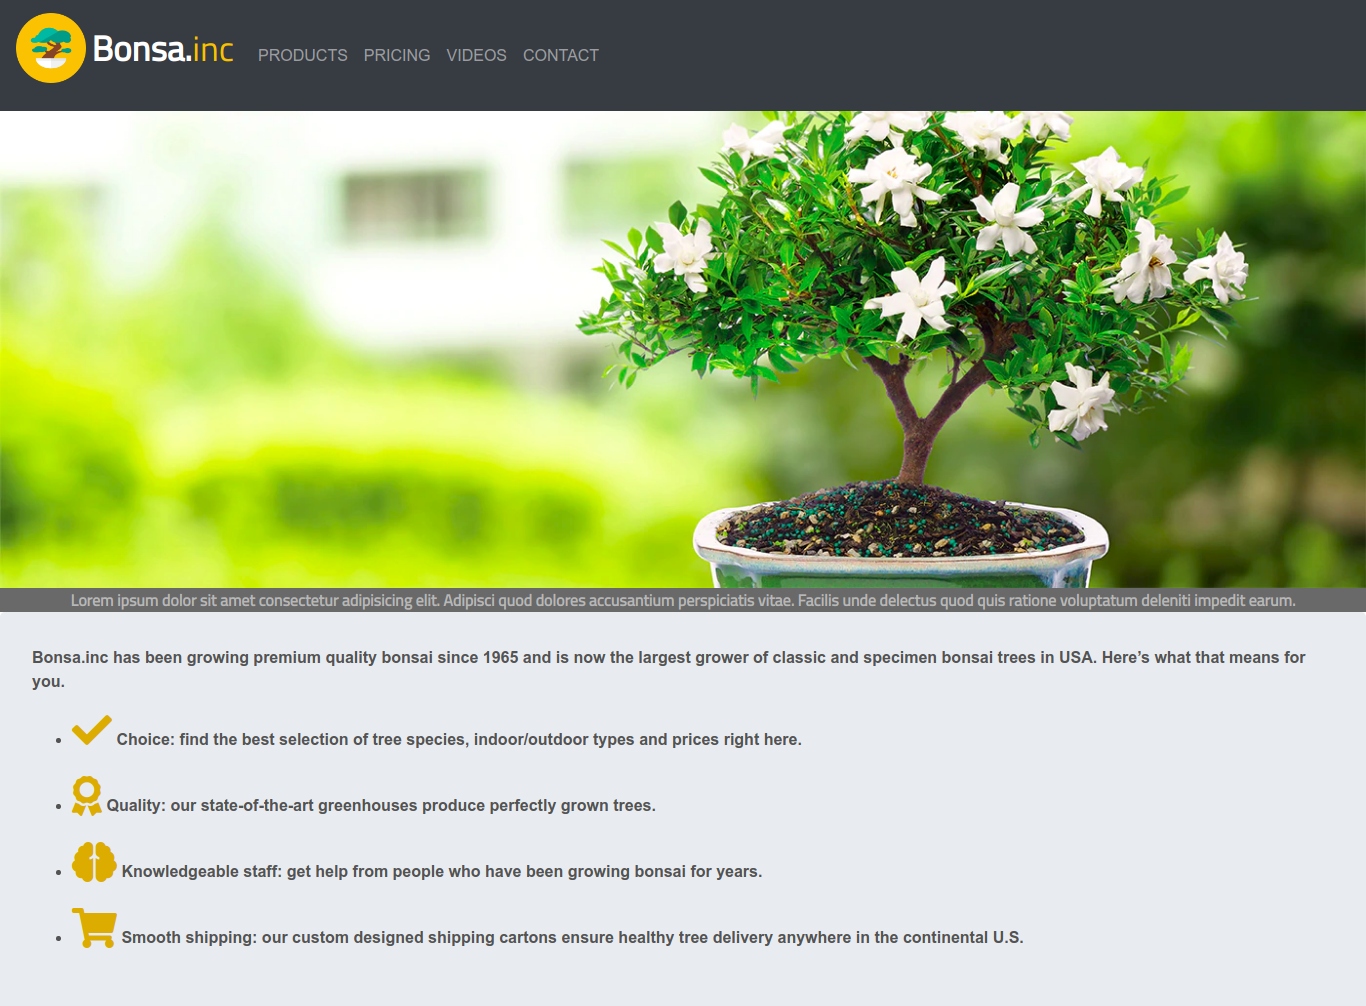 Bonsa.inc
PRODUCTS PRICING VIDEOS CONTACT
Lorem ipsum dolor sit amet consectetur adipisicing elit. Adipisci quod dolores accusantium perspiciatis vitae. Facilis unde delectus quod quis ratione voluptatum deleniti impedit earum.
Bonsa.inc has been growing premium quality bonsai since 1965 and is now the largest grower of classic and specimen bonsai trees in USA. Here’s what that means for
you.
Choice: find the best selection of tree species, indoor/outdoor types and prices right here.
Quality: our state-of-the-art greenhouses produce perfectly grown trees.
Knowledgeable staff: get help from people who have been growing bonsai for years.
Smooth shipping: our custom designed shipping cartons ensure healthy tree delivery anywhere in the continental U.S.